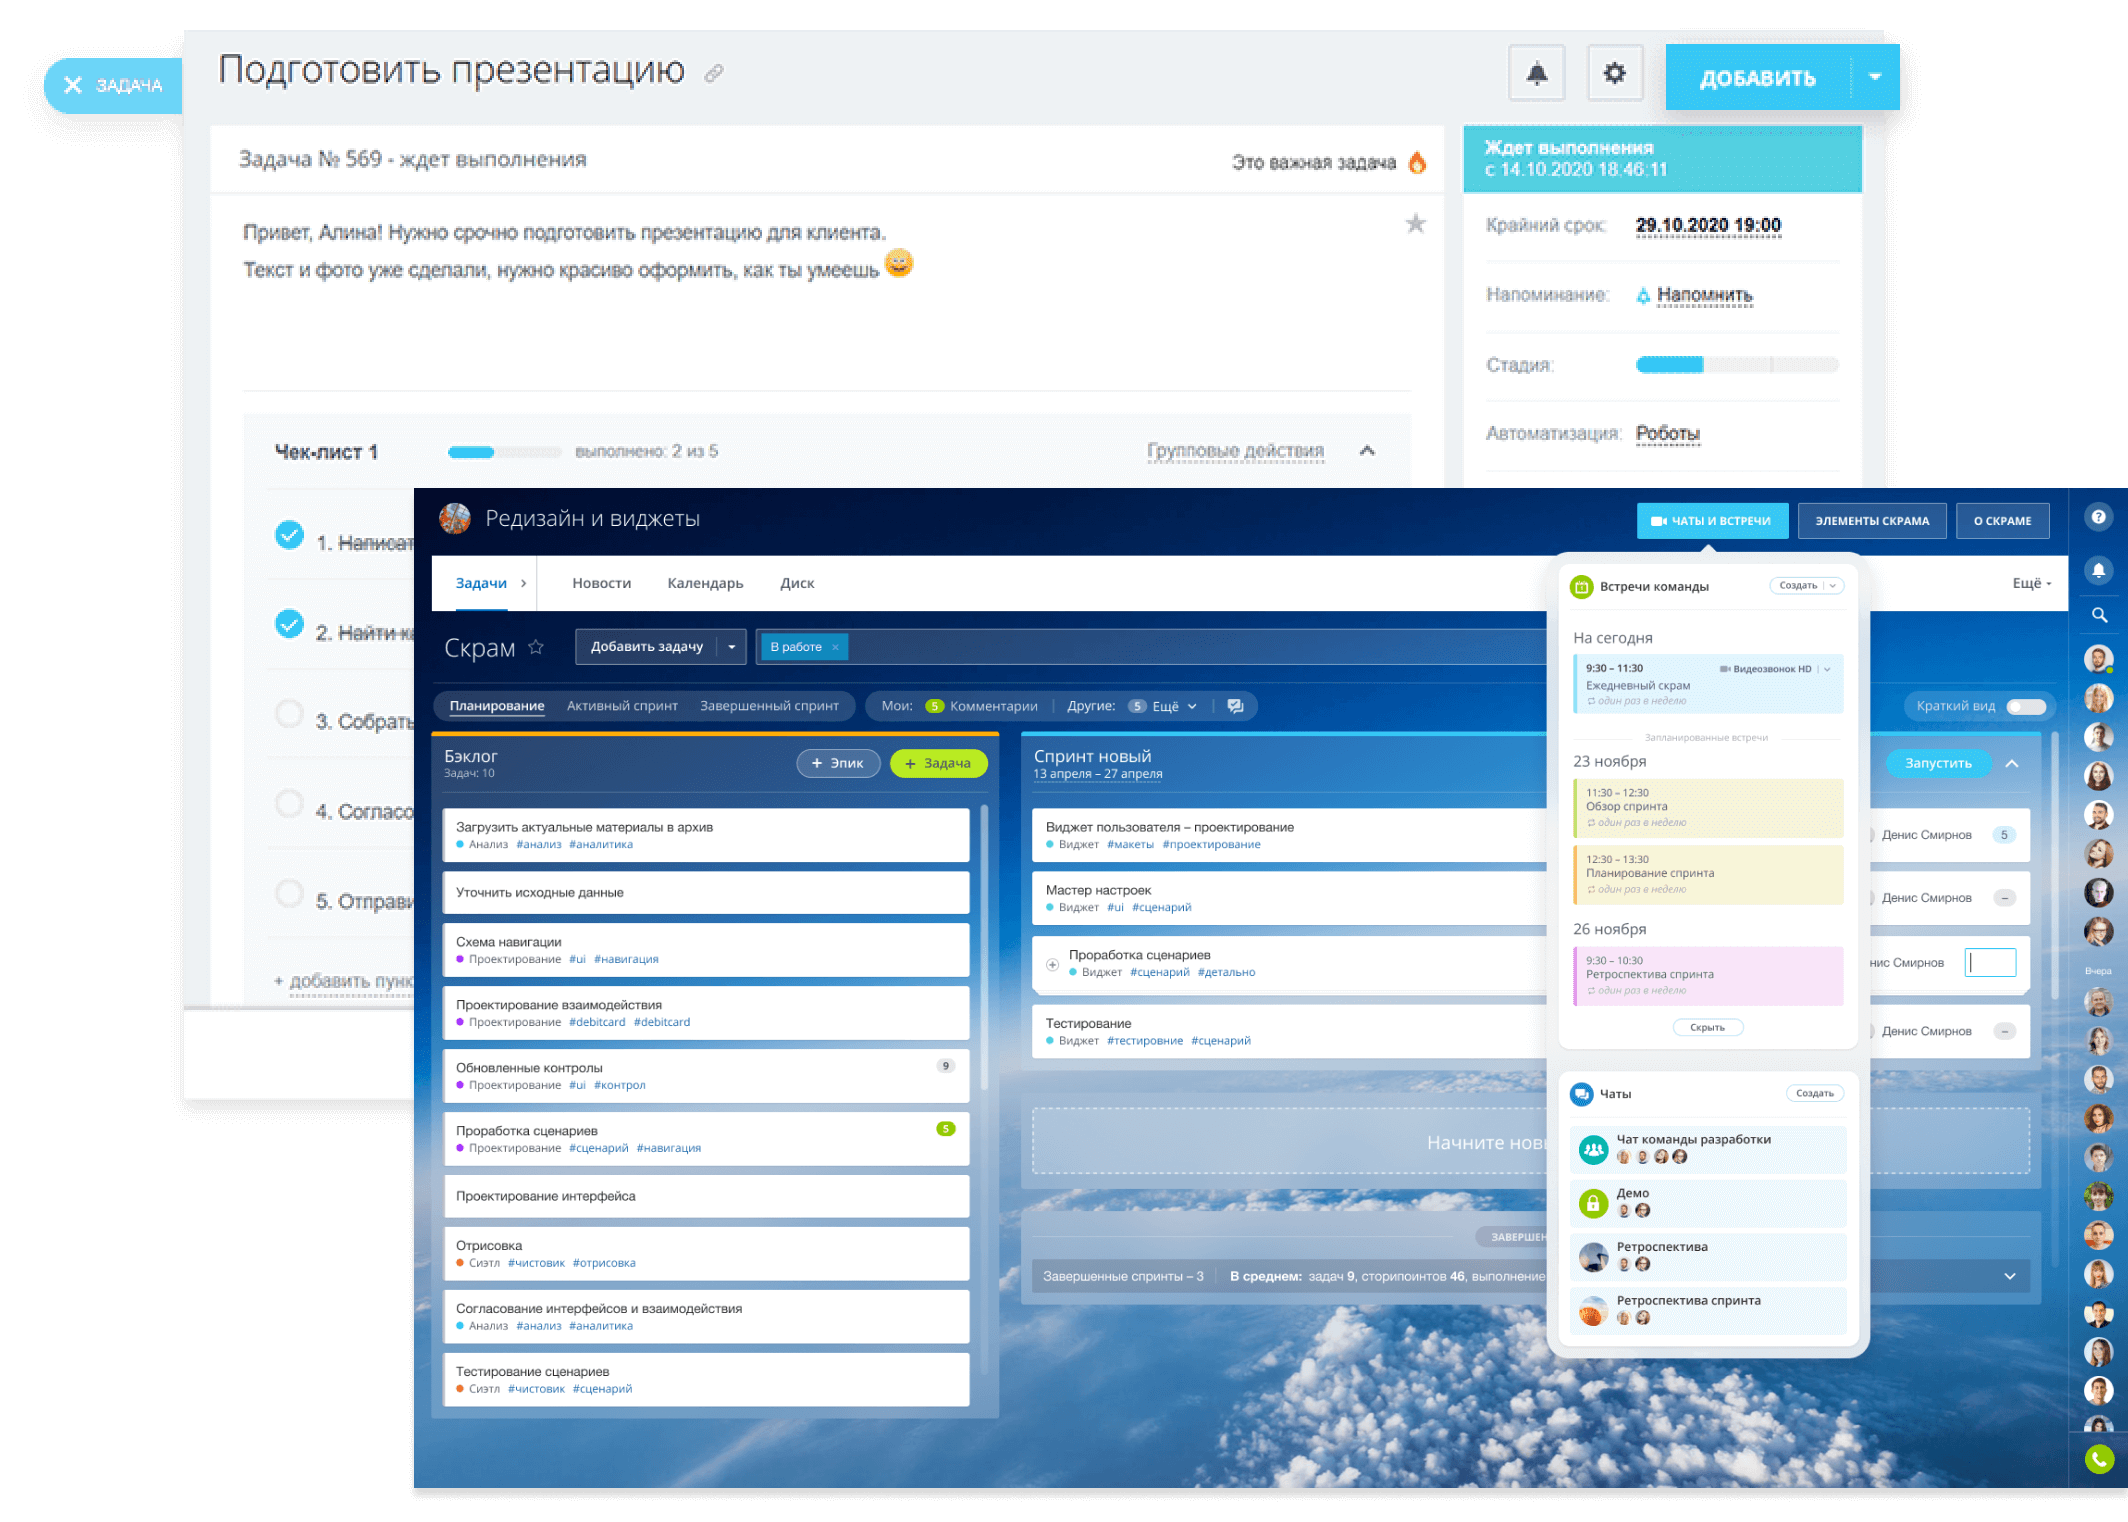 ЗАДАЧА
Подготовить презентацию
ДОБАВИТЬ
Задача № 569 - ждет выполнения
Это важная задача
Привет, Алина! Нужно срочно подготовить презентацию для клиента.
Текст и фото уже сделали, нужно красиво оформить, как ты умеешь
Ждет выполнения
с 14.10.2020 18:46:11
Крайний срок: 29.10.2020 19:00
Напоминание: Напомнить
Стадия:
Автоматизация: Роботы
Чек-лист 1 выполнено: 2 из 5 Групповые действия
1. Написат
2. Найти к
3. Собрать
4. Согласо
5. Отправи
+ добавить пунк
Редизайн и виджеты
ЧАТЫ И ВСТРЕЧИ ЭЛЕМЕНТЫ СКРАМА О СКРАМЕ
Задачи Новости Календарь Диск Ещё
Скрам Добавить задачу В работе ×
Планирование Активный спринт Завершенный спринт Мои: 5 Комментарии Другие: 5 Ещё Краткий вид
Бэклог
Задач: 10
+ Эпик + Задача
Загрузить актуальные материалы в архив
Анализ #анализ #аналитика
Уточнить исходные данные
Схема навигации
Проектирование #ui #навигация
Проектирование взаимодействия
Проектирование #debitcard #debitcard
Обновленные контролы 9
Проектирование #ui #контрол
Проработка сценариев 5
Проектирование #сценарий #навигация
Проектирование интерфейса
Отрисовка
Сиэтл #чистовик #отрисовка
Согласование интерфейсов и взаимодействия
Анализ #анализ #аналитика
Тестирование сценариев
Сиэтл #чистовик #сценарий
Спринт новый Запустить
13 апреля – 27 апреля
Виджет пользователя – проектирование
Виджет #макеты #проектирование
Денис Смирнов 5
Мастер настроек
Виджет #ui #сценарий
Денис Смирнов –
Проработка сценариев
Виджет #сценарий #детально
нис Смирнов
Тестирование
Виджет #тестировние #сценарий
Денис Смирнов –
Начните нов
ЗАВЕРШЕН
Завершенные спринты – 3 В среднем: задач 9, сторипоинтов 46, выполнение
Встречи команды Создать
На сегодня
9:30 – 11:30 Видеозвонок HD
Ежедневный скрам
один раз в неделю
Запланированные встречи
23 ноября
11:30 – 12:30
Обзор спринта
один раз в неделю
12:30 – 13:30
Планирование спринта
один раз в неделю
26 ноября
9:30 – 10:30
Ретроспектива спринта
один раз в неделю
Скрыть
Чаты Создать
Чат команды разработки
Демо
Ретроспектива
Ретроспектива спринта
?
Вчера